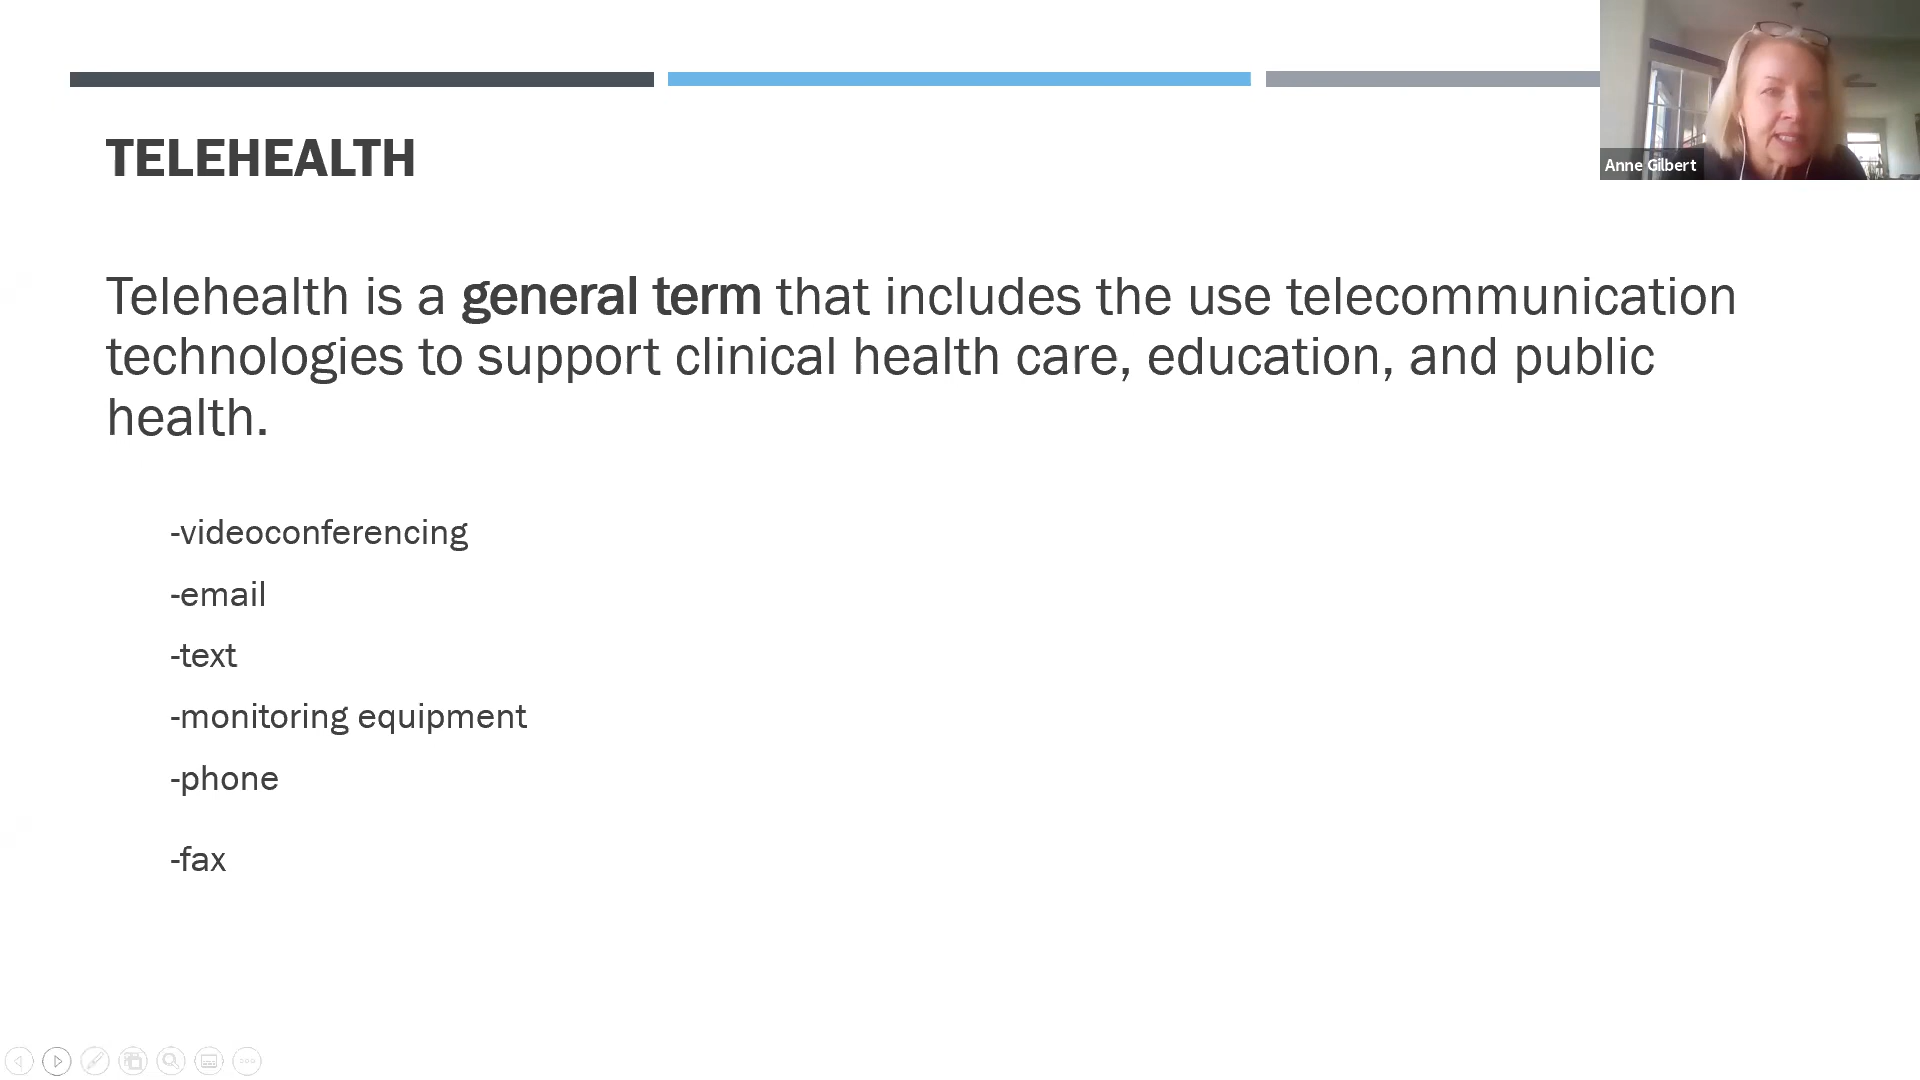 TELEHEALTH
Telehealth is a general term that includes the use telecommunication
technologies to support clinical health care, education, and public
health.
-videoconferencing
-email
-text
-monitoring equipment
-phone
-fax
Anne Gilbert